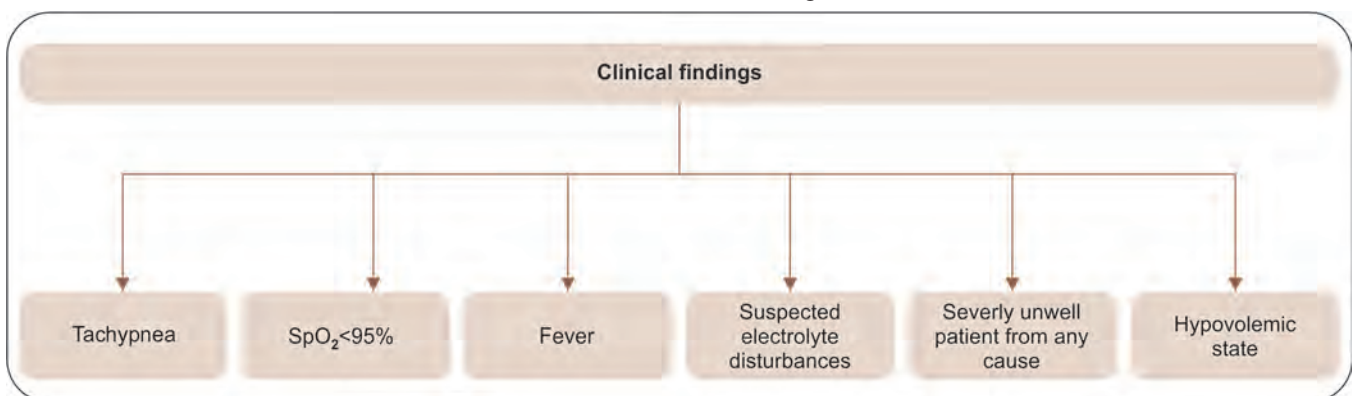 Clinical findings
Tachypnea
SpO₂<95%
Fever
Suspected
electrolyte
disturbances
Severly unwell
patient from any
cause
Hypovolemic
state